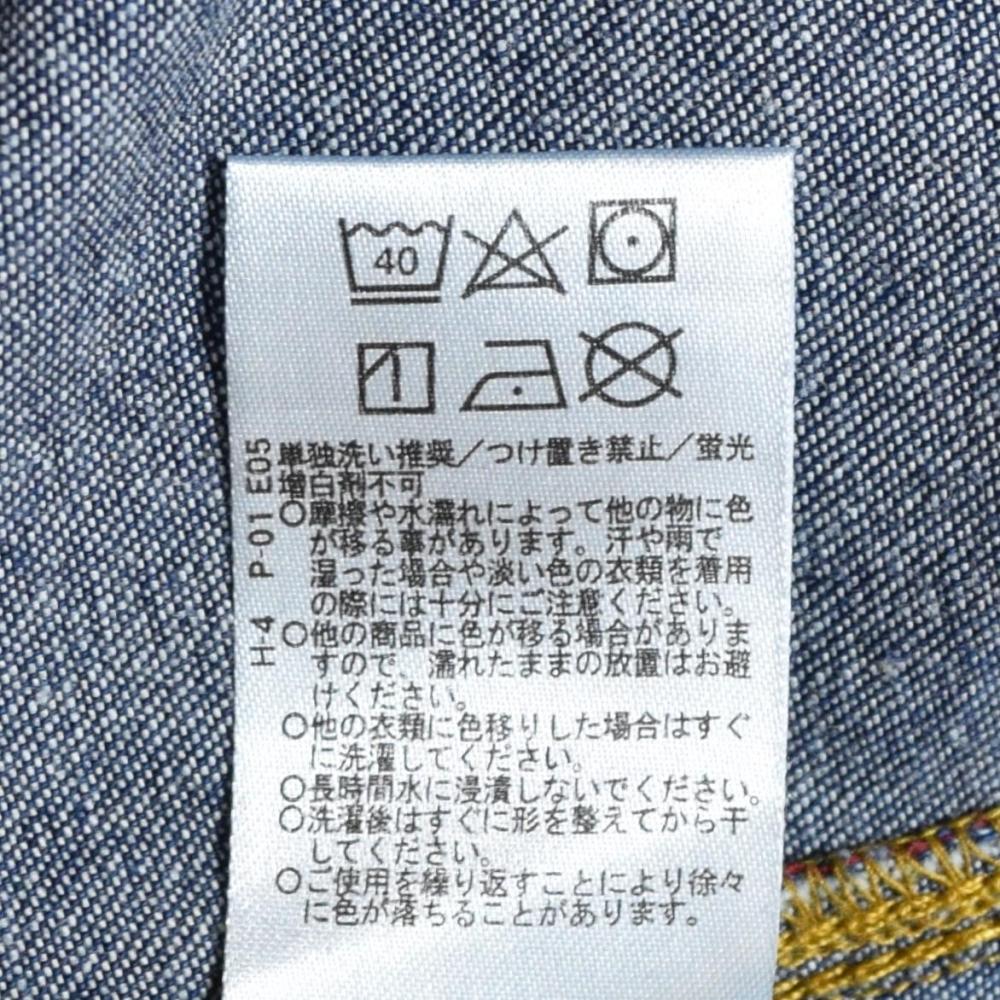 40
単独洗い推奨／つけ置き禁止／蛍光
増白剤不可
○摩擦や水濡れによって他の物に色
が移る事があります。汗や雨で
湿った場合や淡い色の衣類を着用
の際には十分にご注意ください。
○他の商品に色が移る場合がありま
すので、濡れたままの放置はお避
けください。
○他の衣類に色移りした場合はすぐ
に洗濯してください。
○長時間水に浸漬しないでください。
○洗濯後はすぐに形を整えてから干
してください。
○ご使用を繰り返すことにより徐々
に色が落ちることがあります。
H-4 P-01 E05